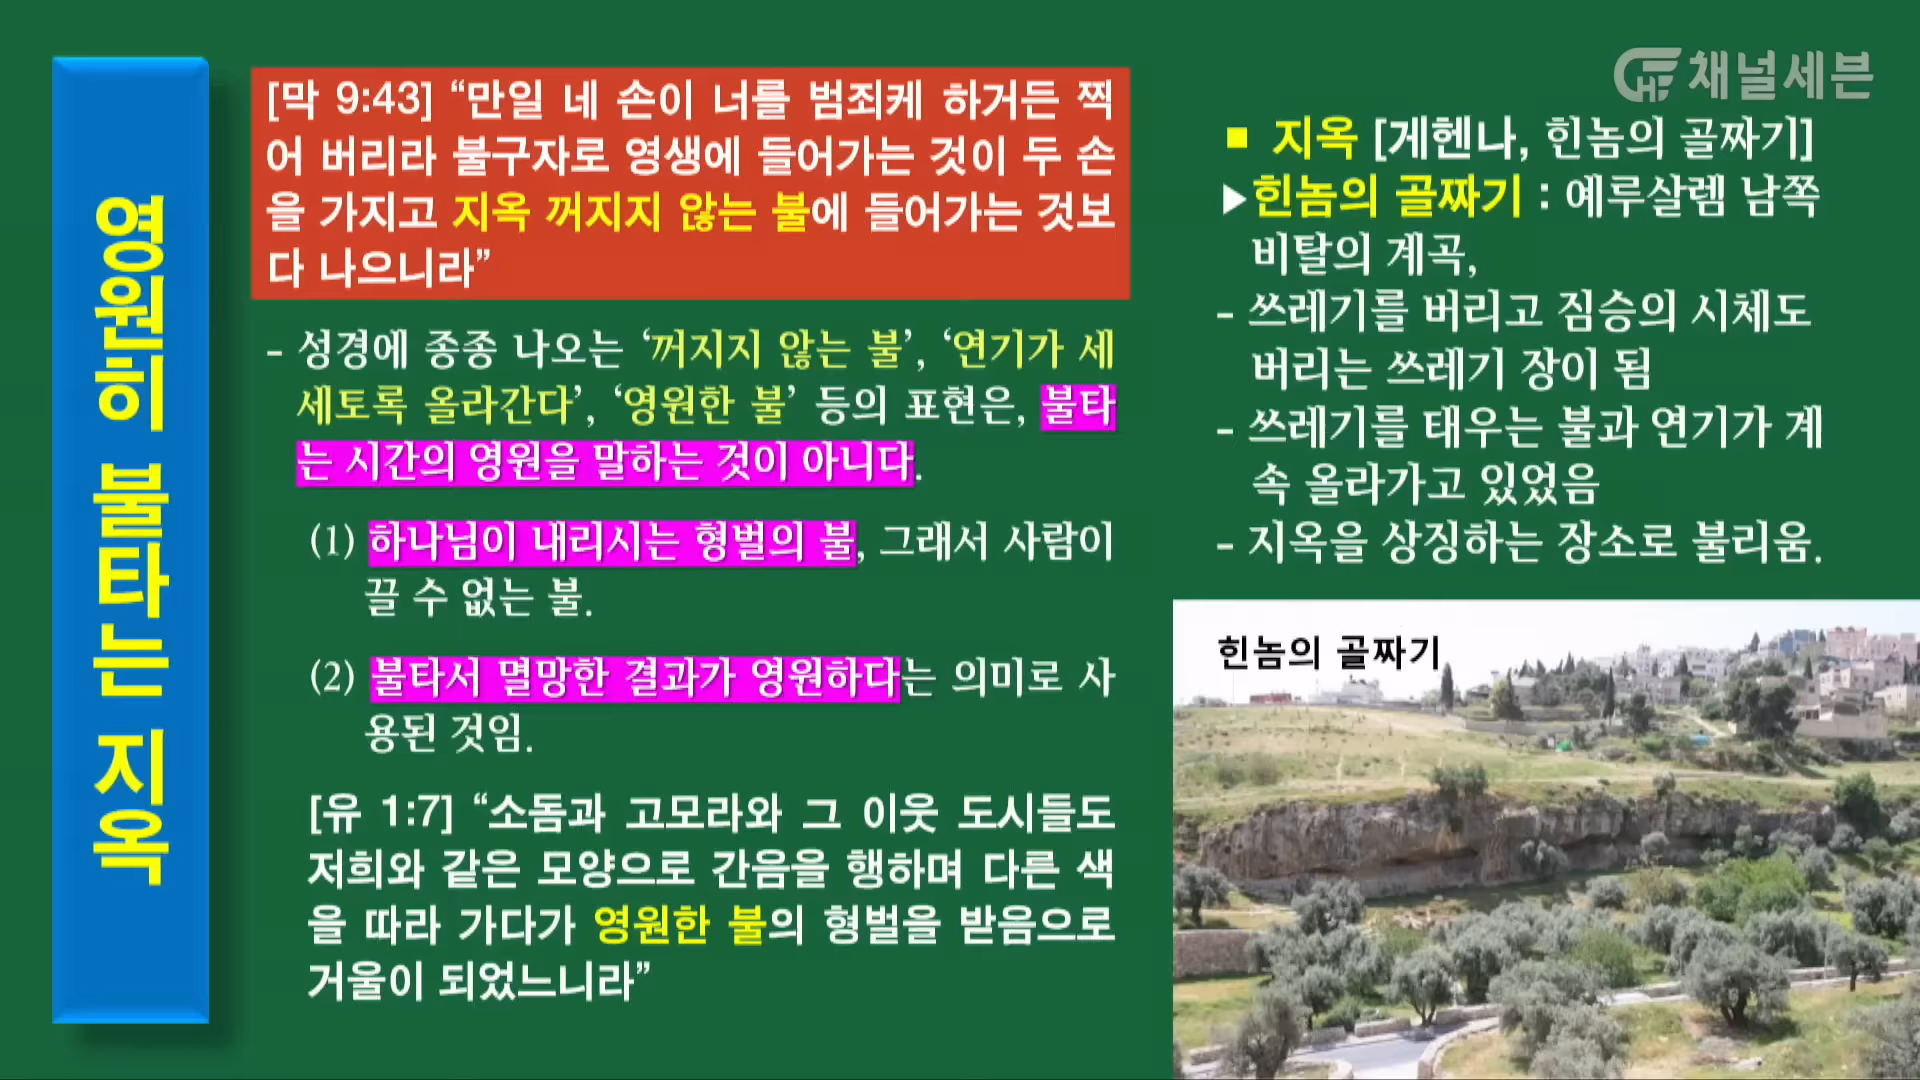 영원히 불타는 지옥
[막 9:43] “만일 네 손이 너를 범죄케 하거든 찍
어 버리라 불구자로 영생에 들어가는 것이 두 손
을 가지고 지옥 꺼지지 않는 불에 들어가는 것보
다 나으니라”
- 성경에 종종 나오는 ‘꺼지지 않는 불’, ‘연기가 세
세토록 올라간다’, ‘영원한 불’ 등의 표현은, 불타
는 시간의 영원을 말하는 것이 아니다.
(1) 하나님이 내리시는 형벌의 불, 그래서 사람이
끌 수 없는 불.
(2) 불타서 멸망한 결과가 영원하다는 의미로 사
용된 것임.
[유 1:7] “소돔과 고모라와 그 이웃 도시들도
저희와 같은 모양으로 간음을 행하며 다른 색
을 따라 가다가 영원한 불의 형벌을 받음으로
거울이 되었느니라”
CH 채널세븐
■ 지옥 [게헨나, 힌놈의 골짜기]
▶힌놈의 골짜기 : 예루살렘 남쪽
비탈의 계곡,
- 쓰레기를 버리고 짐승의 시체도
버리는 쓰레기 장이 됨
- 쓰레기를 태우는 불과 연기가 계
속 올라가고 있었음
- 지옥을 상징하는 장소로 불리움.
힌놈의 골짜기